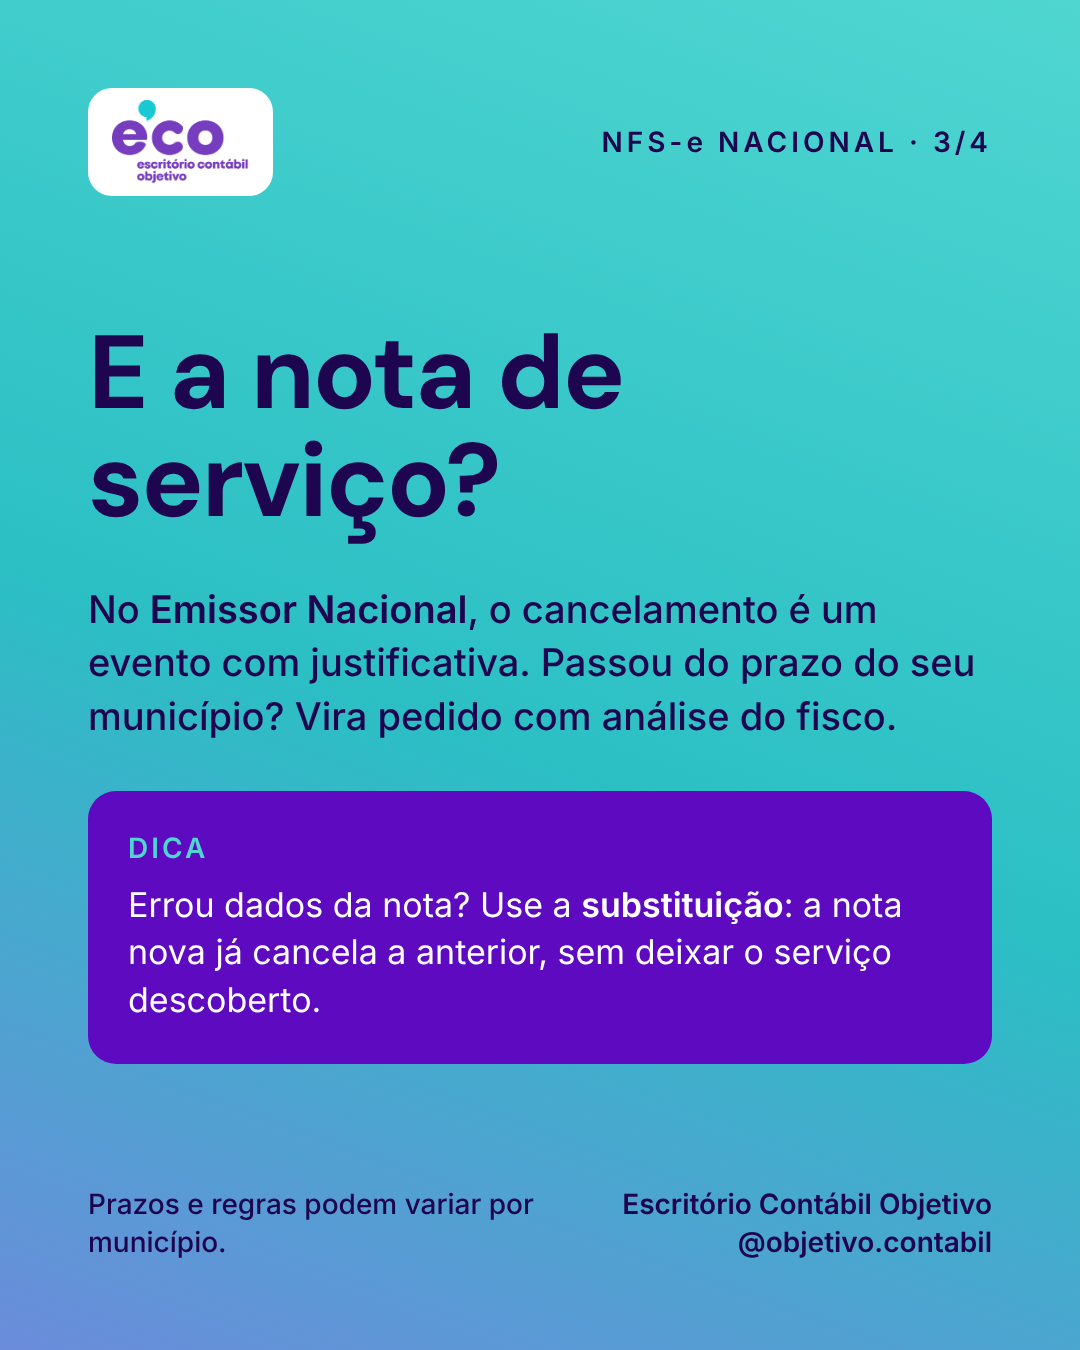 eco
escritório contábil
objetivo
NFS-e NACIONAL · 3/4
E a nota de
serviço?
No Emissor Nacional, o cancelamento é um
evento com justificativa. Passou do prazo do seu
município? Vira pedido com análise do fisco.
DICA
Errou dados da nota? Use a substituição: a nota
nova já cancela a anterior, sem deixar o serviço
descoberto.
Prazos e regras podem variar por
município.
Escritório Contábil Objetivo
@objetivo.contabil